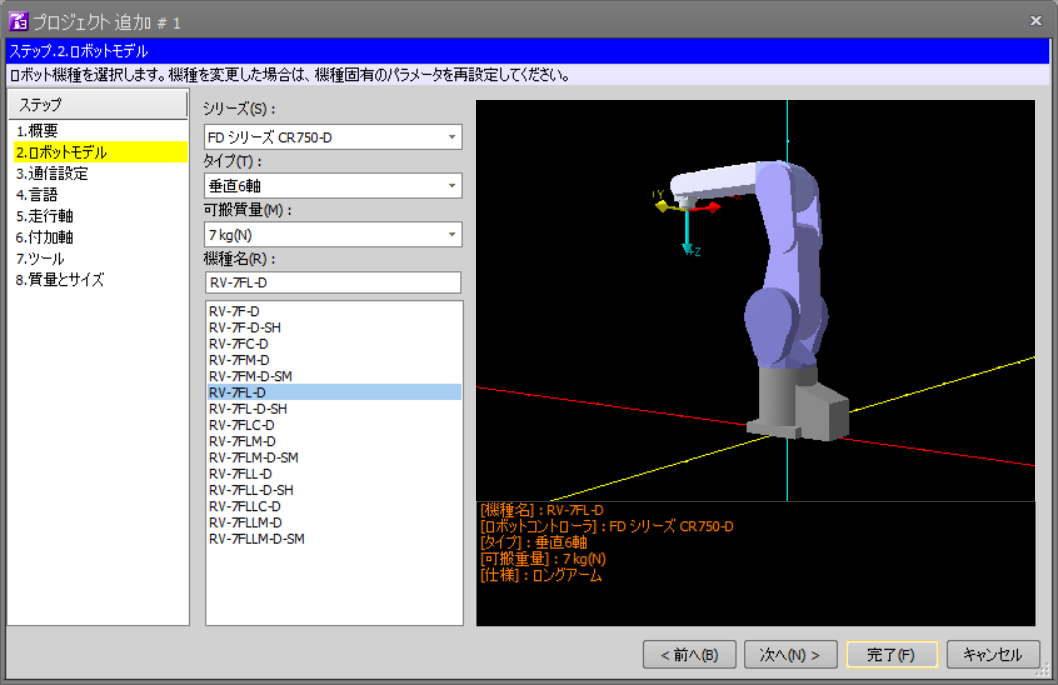 プロジェクト 追加 # 1
ステップ.2.ロボットモデル
ロボット機種を選択します。機種を変更した場合は、機種固有のパラメータを再設定してください。
ステップ
1.概要
2.ロボットモデル
3.通信設定
4.言語
5.走行軸
6.付加軸
7.ツール
8.質量とサイズ
シリーズ(S) :
FD シリーズ CR750-D
タイプ(T) :
垂直6軸
可搬質量(M) :
7 kg(N)
機種名(R) :
RV-7FL-D
RV-7F-D
RV-7F-D-SH
RV-7FC-D
RV-7FM-D
RV-7FM-D-SM
RV-7FL-D
RV-7FL-D-SH
RV-7FLC-D
RV-7FLM-D
RV-7FLM-D-SM
RV-7FLL-D
RV-7FLL-D-SH
RV-7FLLC-D
RV-7FLLM-D
RV-7FLLM-D-SM
+Y
+Z
[機種名] : RV-7FL-D
[ロボットコントローラ] : FD シリーズ CR750-D
[タイプ] : 垂直6軸
[可搬重量] : 7 kg(N)
[仕様] : ロングアーム
< 前へ(B)
次へ(N) >
完了(F)
キャンセル